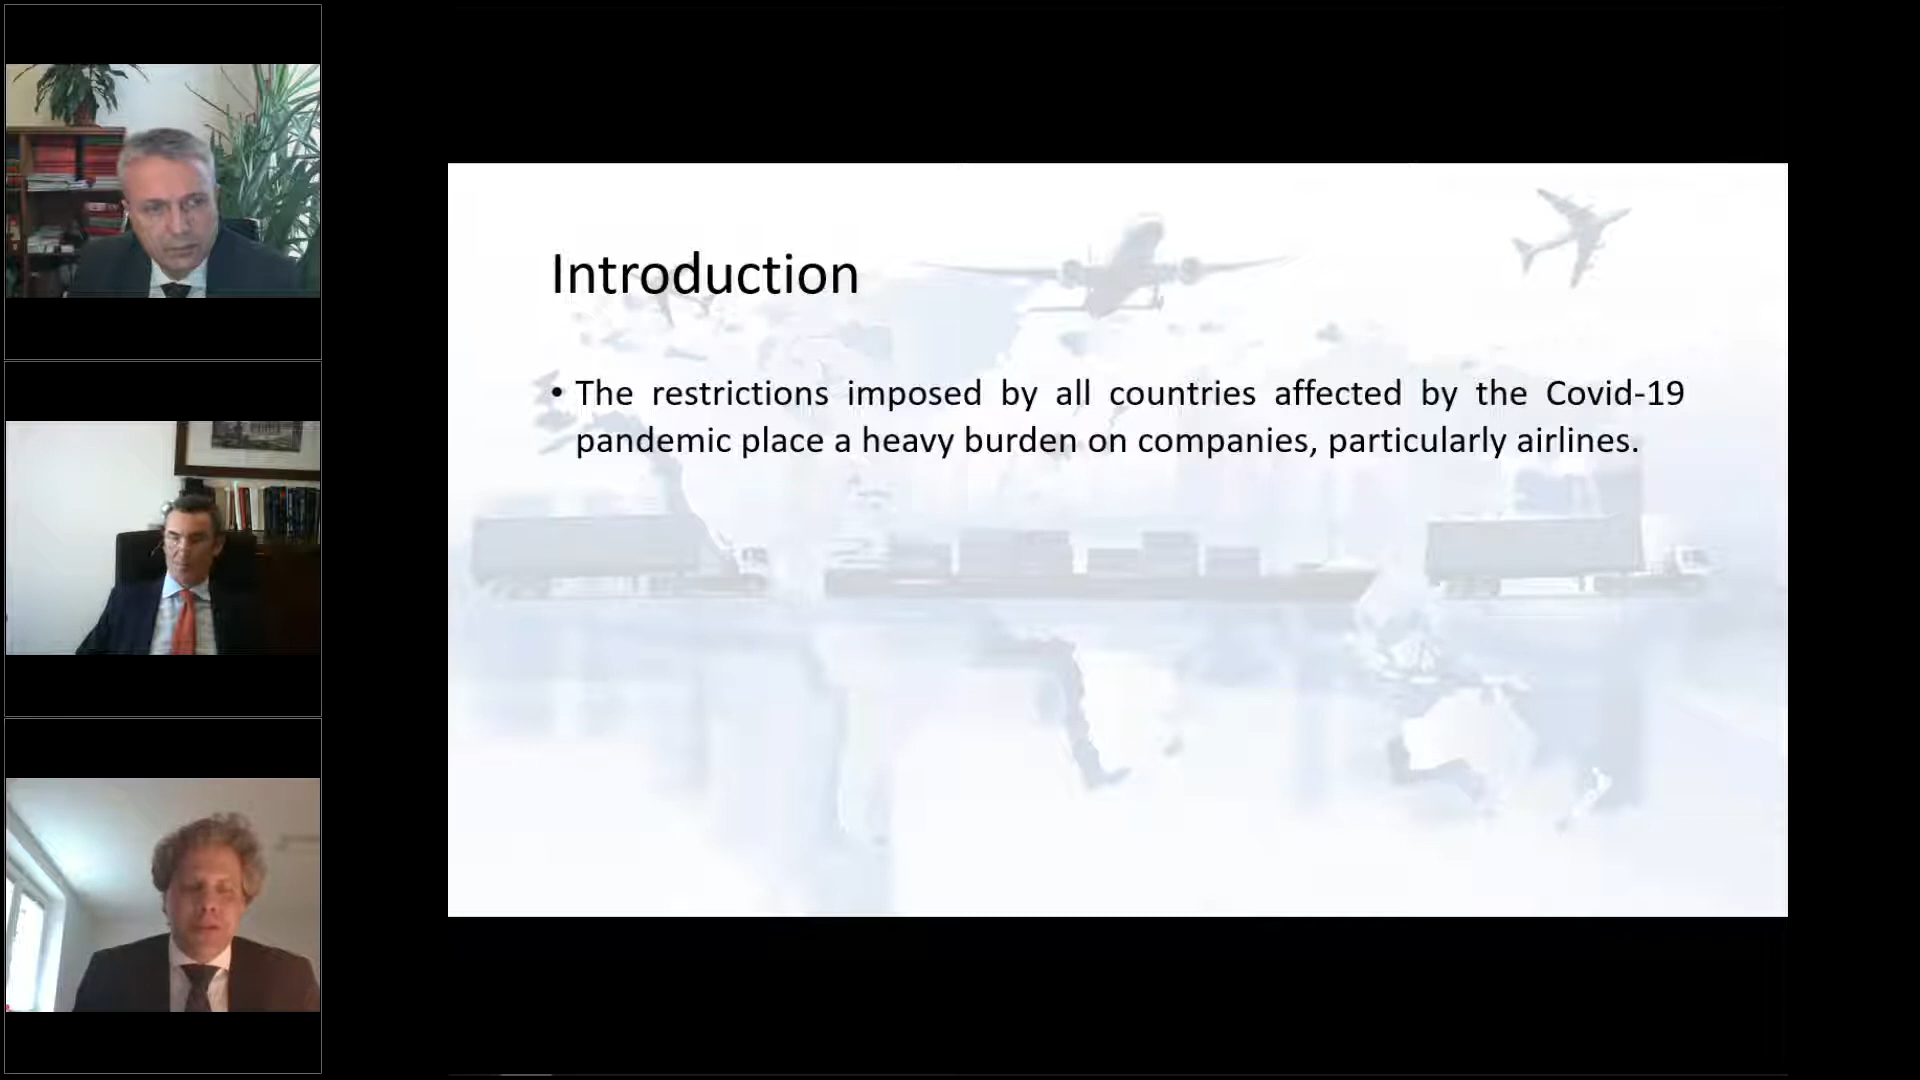 Introduction
• The restrictions imposed by all countries affected by the Covid-19
pandemic place a heavy burden on companies, particularly airlines.